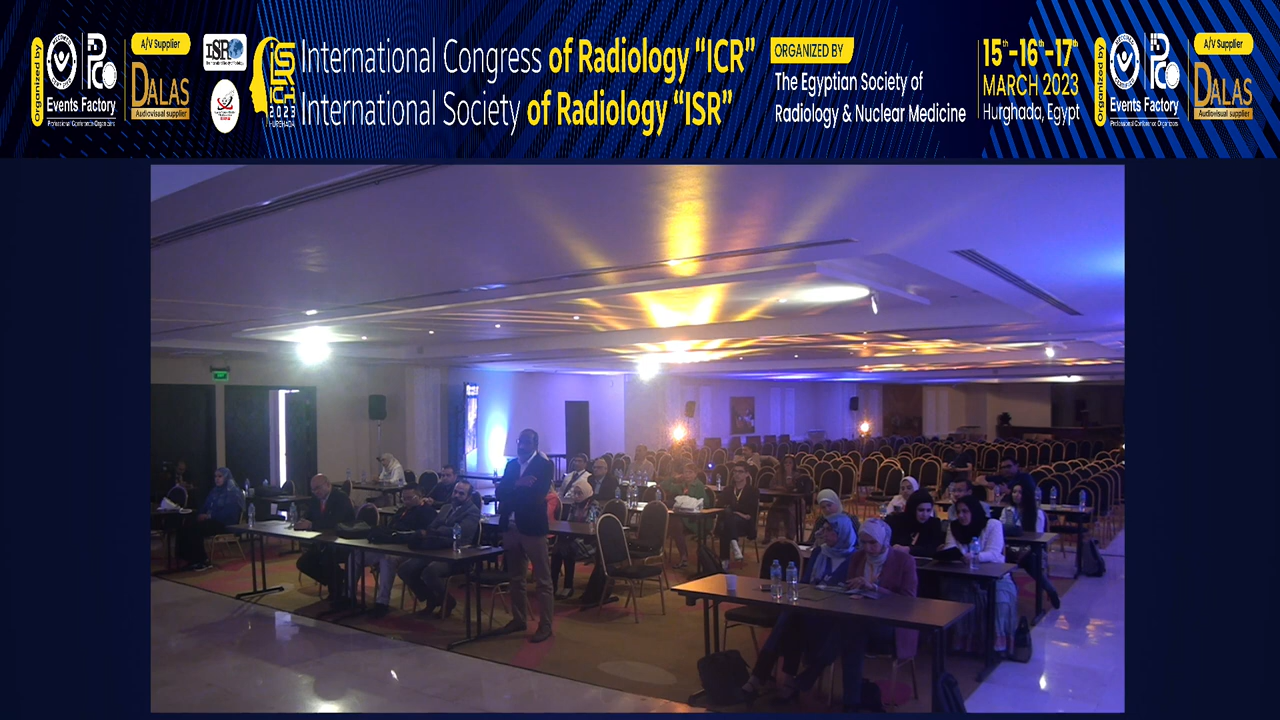 Organized by
WELCOME
Events Factory
Professional Conference Organizers
A/V Supplier
DALAS
Audiovisual supplier
ISR
ISR
ICR
2023
HURGHADA
International Congress of Radiology “ICR”
International Society of Radiology “ISR”
ORGANIZED BY
The Egyptian Society of
Radiology & Nuclear Medicine
15th-16th-17th
MARCH 2023
Hurghada, Egypt
Organized by
Events Factory
Professional Conference Organizers
A/V Supplier
DALAS
Audiovisual supplier